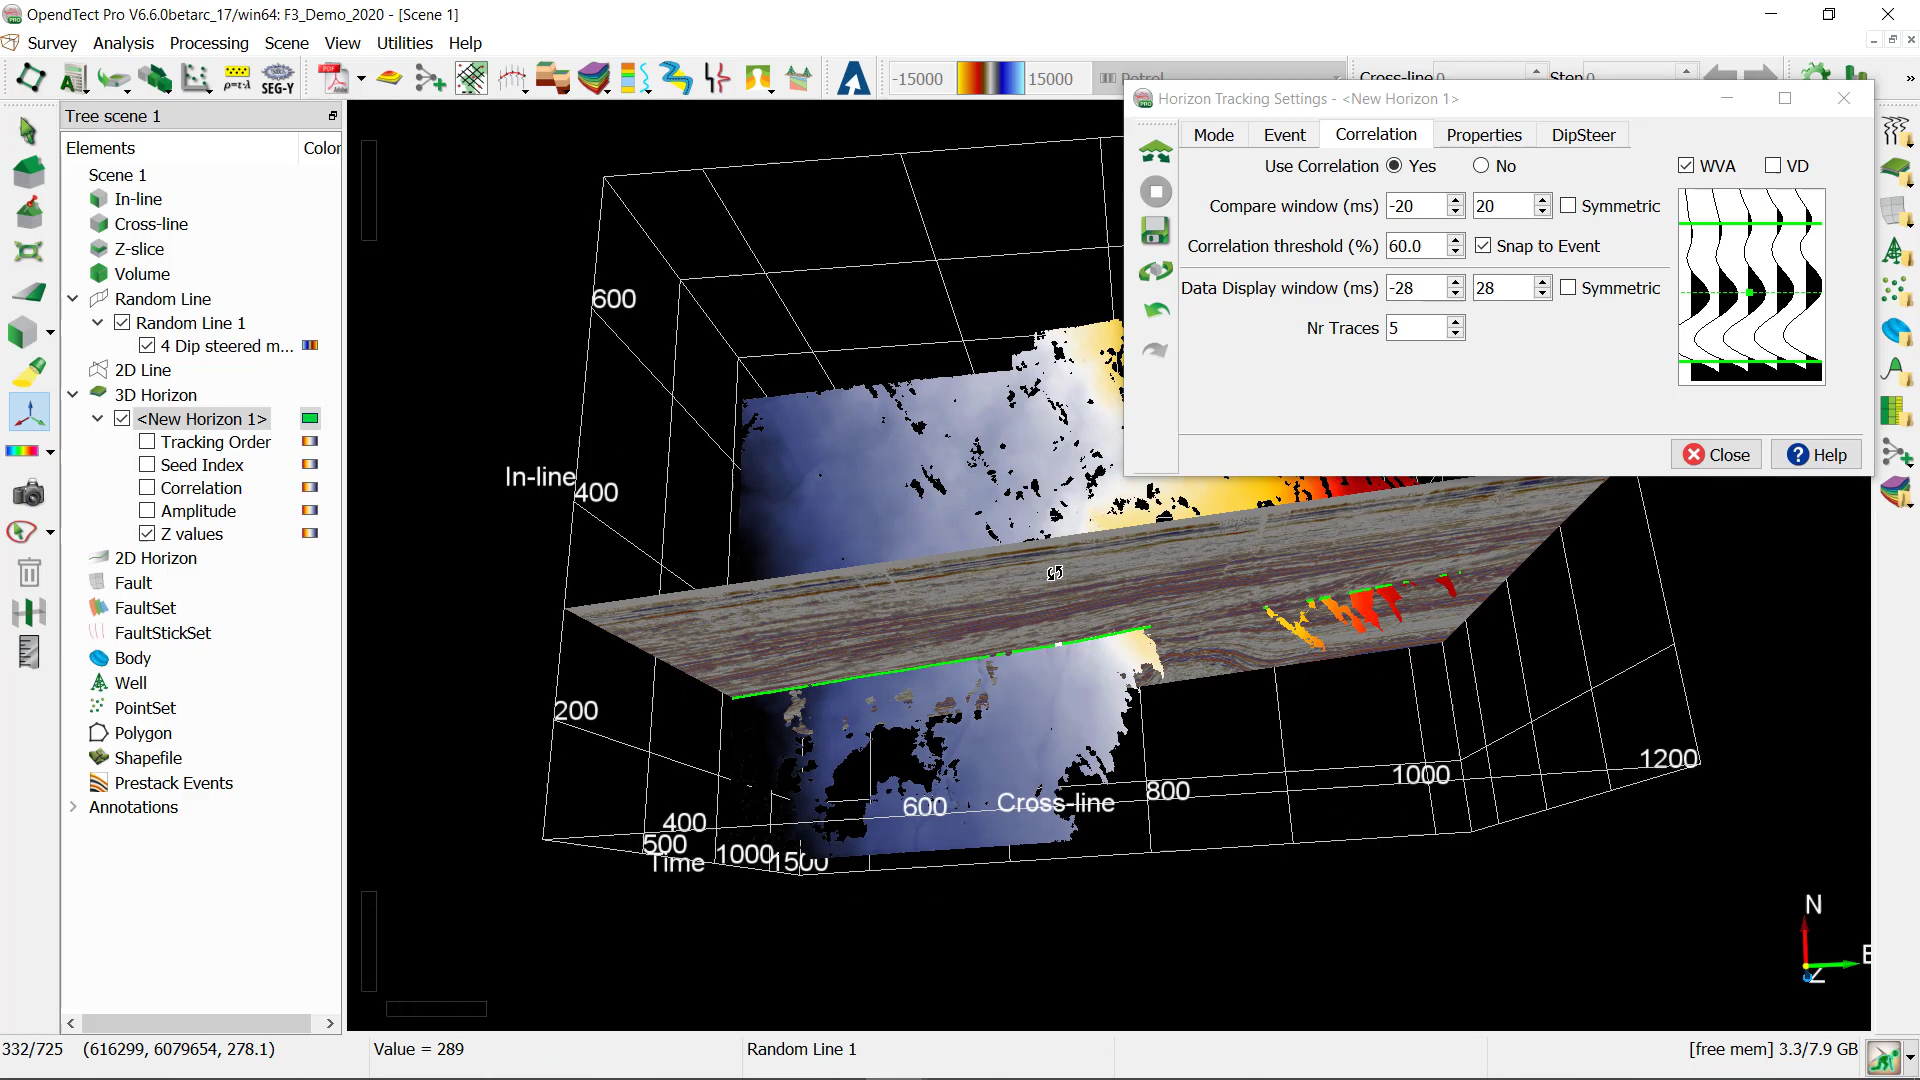 OpendTect Pro V6.6.0betarc_17/win64: F3_Demo_2020 - [Scene 1]
Survey Analysis Processing Scene View Utilities Help
PDF
ρ=τ·λ
SEG-Y
-15000 15000
Cross-line 0 Step 0
Tree scene 1
Elements Color
Scene 1
In-line
Cross-line
Z-slice
Volume
Random Line
Random Line 1
4 Dip steered m...
2D Line
3D Horizon
<New Horizon 1>
Tracking Order
Seed Index
Correlation
Amplitude
Z values
2D Horizon
Fault
FaultSet
FaultStickSet
Body
Well
PointSet
Polygon
Shapefile
Prestack Events
Annotations
Horizon Tracking Settings - <New Horizon 1>
Mode Event Correlation Properties DipSteer
Use Correlation Yes No WVA VD
Compare window (ms) -20 20 Symmetric
Correlation threshold (%) 60.0 Snap to Event
Data Display window (ms) -28 28 Symmetric
Nr Traces 5
Close Help
600
In-line
400
200
400
500
Time
1000
1500
600
Cross-line
800
1000
1200
N
E
Z
332/725 (616299, 6079654, 278.1) Value = 289 Random Line 1 [free mem] 3.3/7.9 GB